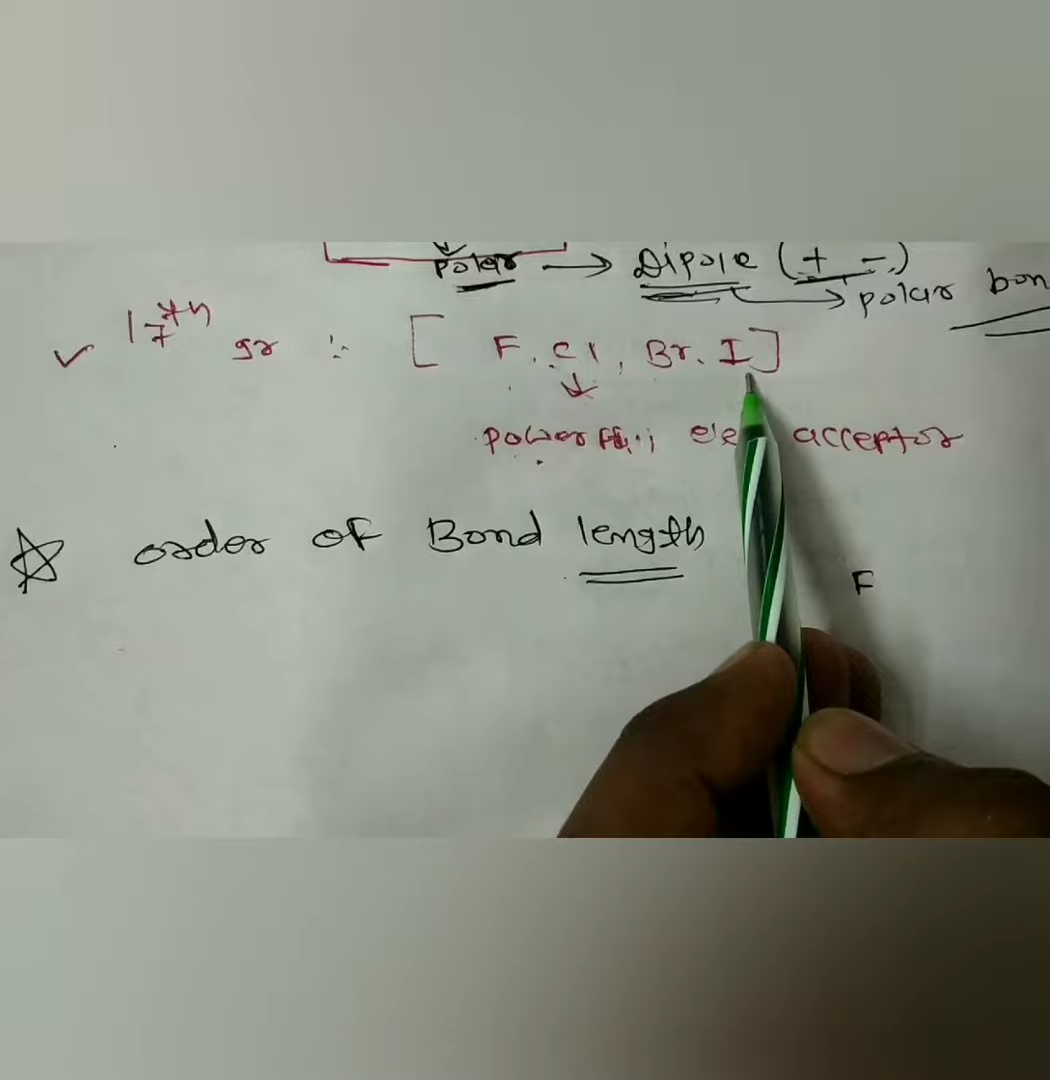 polar → Dipole (+ -)
→ polar bon
✓ 17th gr :- [ F, Cl, Br, I ]
↓
powerful ele acceptor
☆ order of Bond length
F